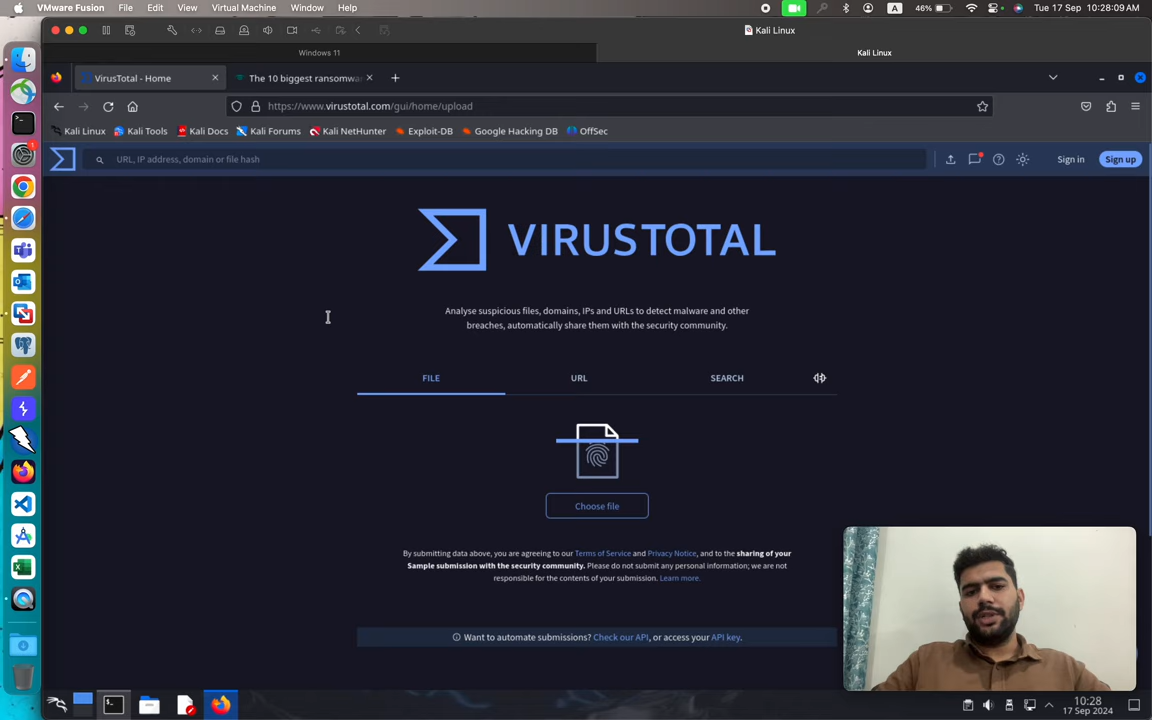 VMware Fusion File Edit View Virtual Machine Window Help A 46% Tue 17 Sep 10:28:09 AM
Kali Linux
Windows 11 Kali Linux
VirusTotal - Home The 10 biggest ransomwa
https://www.virustotal.com/gui/home/upload
Kali Linux Kali Tools Kali Docs Kali Forums Kali NetHunter Exploit-DB Google Hacking DB OffSec
URL, IP address, domain or file hash Sign in Sign up
VIRUSTOTAL
Analyse suspicious files, domains, IPs and URLs to detect malware and other
breaches, automatically share them with the security community.
FILE URL SEARCH
Choose file
By submitting data above, you are agreeing to our Terms of Service and Privacy Notice, and to the sharing of your
Sample submission with the security community. Please do not submit any personal information; we are not
responsible for the contents of your submission. Learn more.
Want to automate submissions? Check our API, or access your API key.
10:28
17 Sep 2024